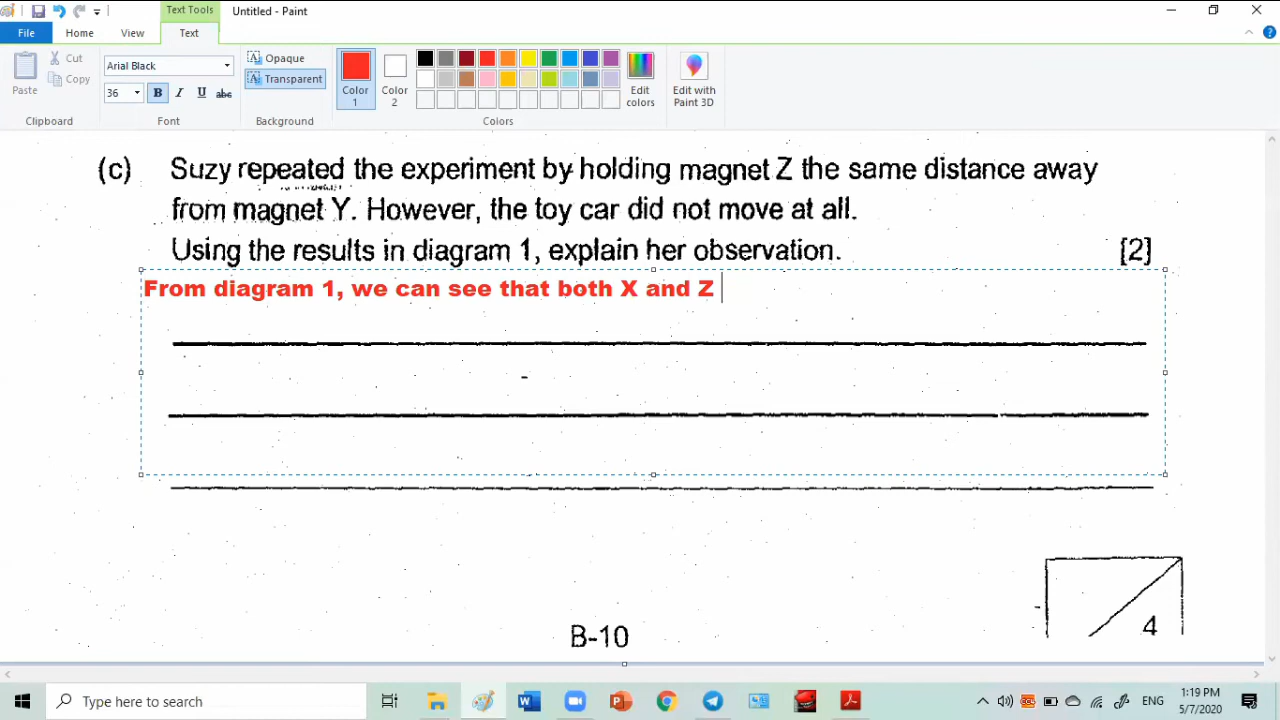 Text Tools
Untitled - Paint
File
Home
View
Text
Paste
Cut
Copy
Clipboard
Arial Black
36
B
I
U
abc
Font
Opaque
Transparent
Background
Color
1
Color
2
Edit
colors
Colors
Edit with
Paint 3D
(c) Suzy repeated the experiment by holding magnet Z the same distance away
from magnet Y. However, the toy car did not move at all.
Using the results in diagram 1, explain her observation. [2]
From diagram 1, we can see that both X and Z
4
B-10
Type here to search
ENG
1:19 PM
5/7/2020